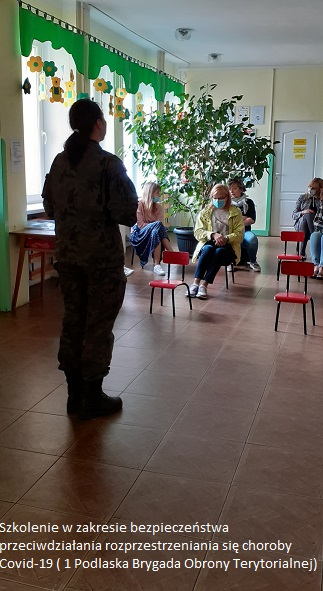 Szkolenie w zakresie bezpieczeństwa
przeciwdziałania rozprzestrzeniania się choroby
Covid-19 ( 1 Podlaska Brygada Obrony Terytorialnej)